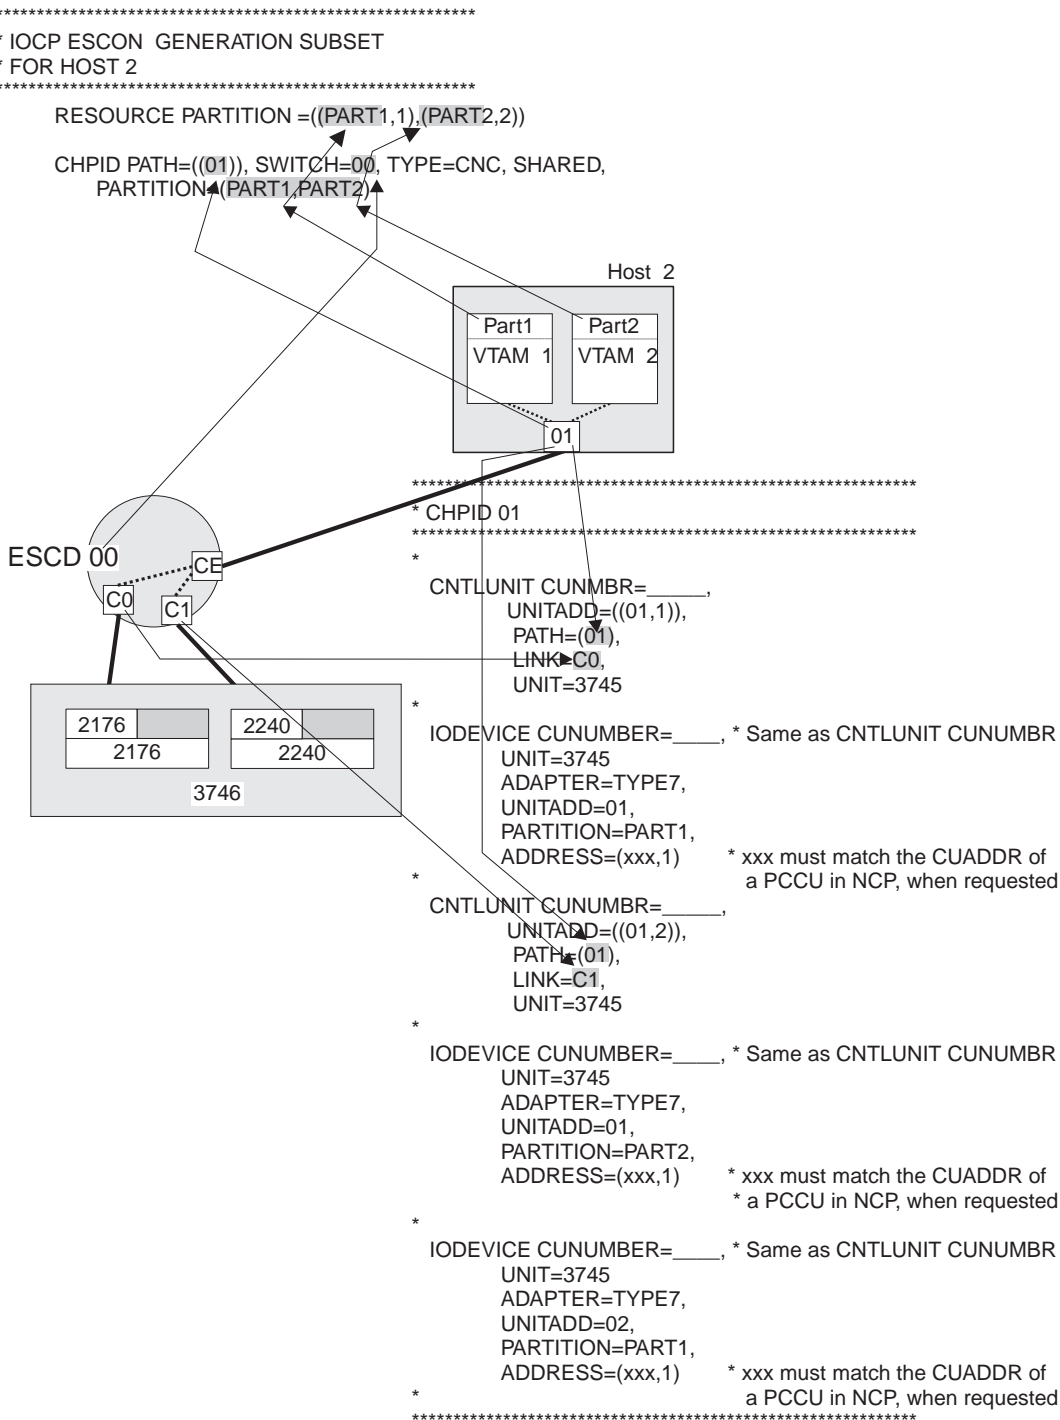 *********************************************************
* IOCP ESCON GENERATION SUBSET
* FOR HOST 2
*********************************************************
RESOURCE PARTITION =((PART1,1),(PART2,2))
CHPID PATH=((01)), SWITCH=00, TYPE=CNC, SHARED,
PARTITION=(PART1,PART2)
Host 2
Part1
Part2
VTAM 1
VTAM 2
01
ESCD 00
CE
C0
C1
2176
2176
2240
2240
3746
*************************************************************
* CHPID 01
*************************************************************
*
CNTLUNIT CUNMBR=_____,
UNITADD=((01,1)),
PATH=(01),
LINK=C0,
UNIT=3745
*
IODEVICE CUNUMBER=____, * Same as CNTLUNIT CUNUMBR
UNIT=3745
ADAPTER=TYPE7,
UNITADD=01,
PARTITION=PART1,
ADDRESS=(xxx,1) * xxx must match the CUADDR of
* a PCCU in NCP, when requested
CNTLUNIT CUNUMBR=_____,
UNITADD=((01,2)),
PATH=(01),
LINK=C1,
UNIT=3745
*
IODEVICE CUNUMBER=____, * Same as CNTLUNIT CUNUMBR
UNIT=3745
ADAPTER=TYPE7,
UNITADD=01,
PARTITION=PART2,
ADDRESS=(xxx,1) * xxx must match the CUADDR of
* a PCCU in NCP, when requested
*
IODEVICE CUNUMBER=____, * Same as CNTLUNIT CUNUMBR
UNIT=3745
ADAPTER=TYPE7,
UNITADD=02,
PARTITION=PART1,
ADDRESS=(xxx,1) * xxx must match the CUADDR of
* a PCCU in NCP, when requested
*************************************************************